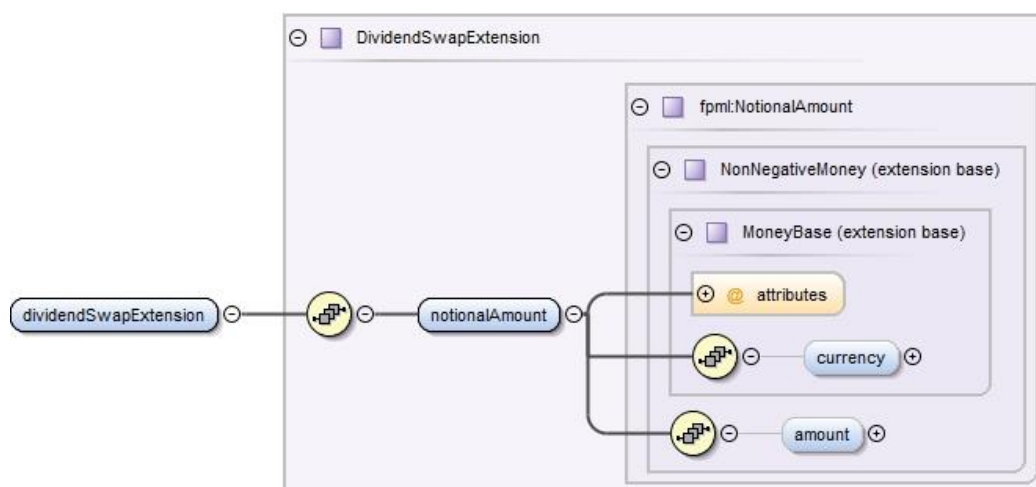 DividendSwapExtension
fpml:NotionalAmount
NonNegativeMoney (extension base)
MoneyBase (extension base)
@ attributes
dividendSwapExtension
notionalAmount
currency
amount